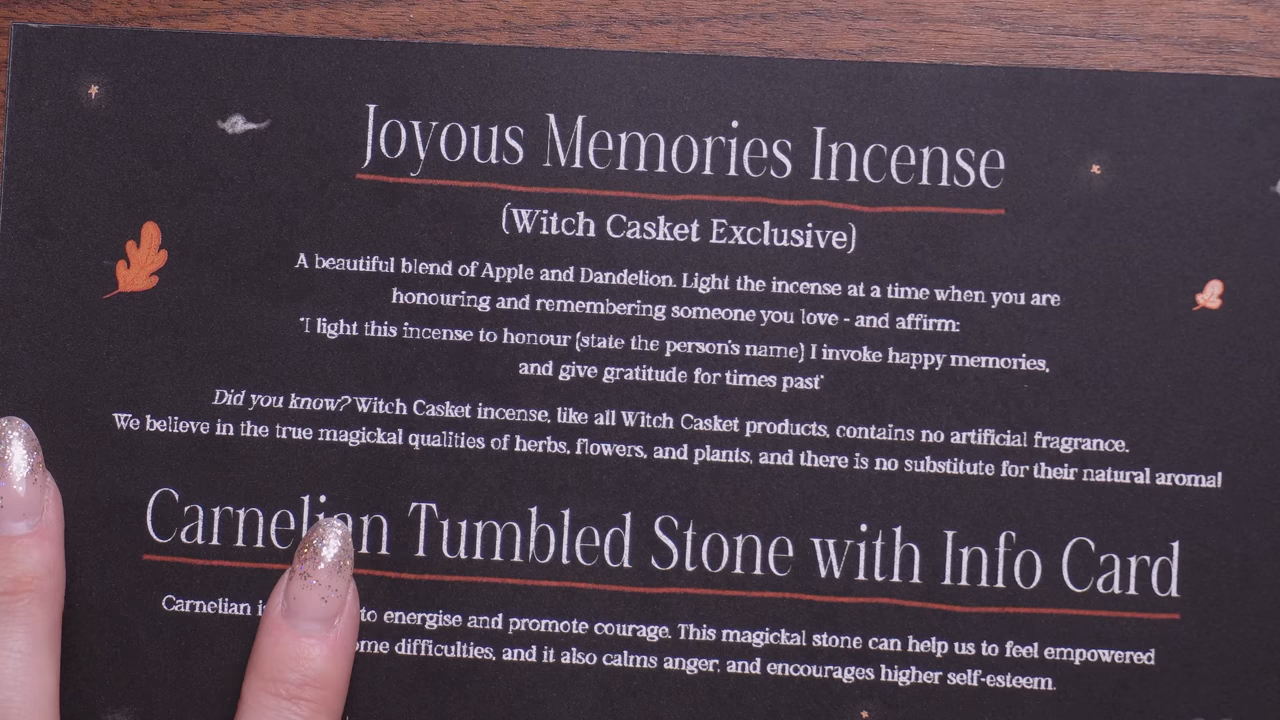 Joyous Memories Incense
(Witch Casket Exclusive)
A beautiful blend of Apple and Dandelion. Light the incense at a time when you are
honouring and remembering someone you love - and affirm:
"I light this incense to honour (state the person's name) I invoke happy memories,
and give gratitude for times past"
Did you know? Witch Casket incense, like all Witch Casket products, contains no artificial fragrance.
We believe in the true magickal qualities of herbs, flowers, and plants, and there is no substitute for their natural aroma!
Carnelian Tumbled Stone with Info Card
Carnelian to energise and promote courage. This magickal stone can help us to feel empowered
difficulties, and it also calms anger, and encourages higher self-esteem.